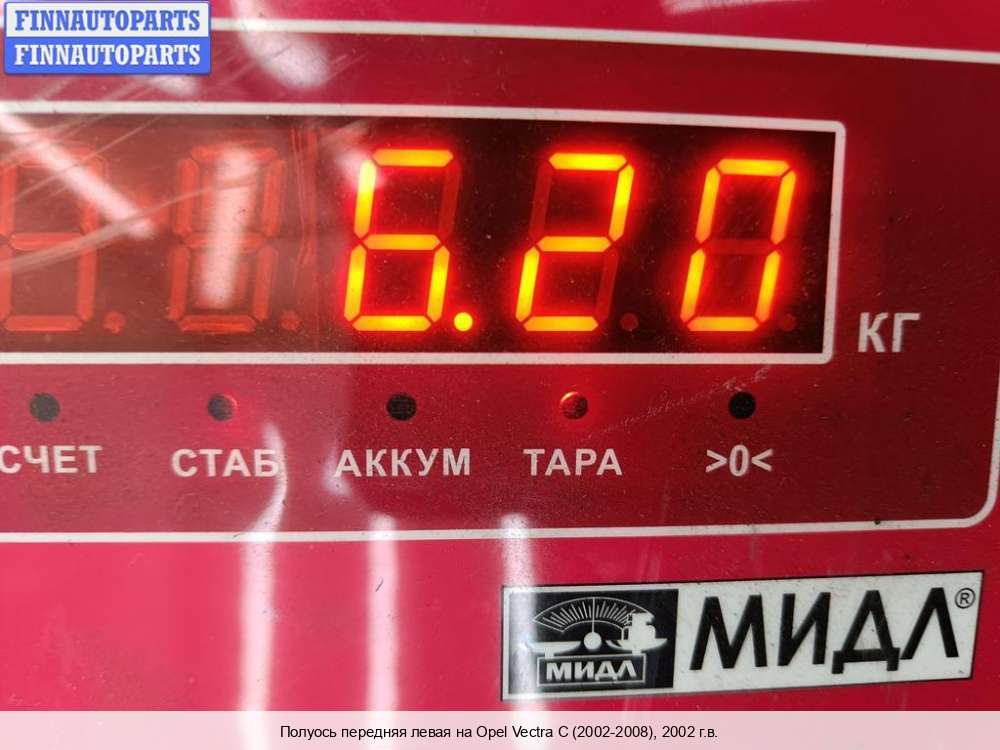 FINNAUTOPARTS
FINNAUTOPARTS
6.20
КГ
СЧЕТ СТАБ АККУМ ТАРА >0<
МИДЛ МИДЛ®
Полуось передняя левая на Opel Vectra C (2002-2008), 2002 г.в.